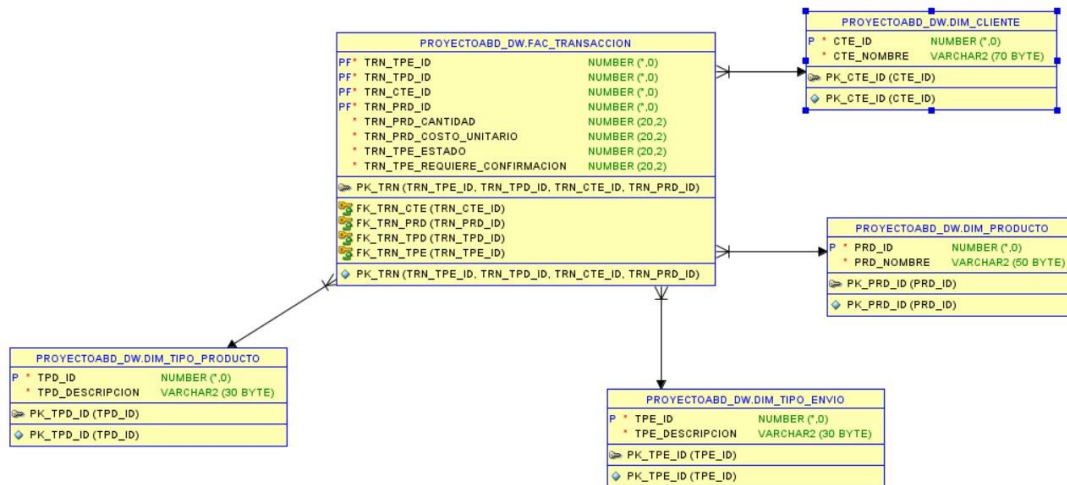 PROYECTOABD_DW.DIM_CLIENTE
P * CTE_ID NUMBER (*,0)
* CTE_NOMBRE VARCHAR2 (70 BYTE)
PK_CTE_ID (CTE_ID)
PK_CTE_ID (CTE_ID)
PROYECTOABD_DW.FAC_TRANSACCION
PF* TRN_TPE_ID NUMBER (*,0)
PF* TRN_TPD_ID NUMBER (*,0)
PF* TRN_CTE_ID NUMBER (*,0)
PF* TRN_PRD_ID NUMBER (*,0)
* TRN_PRD_CANTIDAD NUMBER (20,2)
* TRN_PRD_COSTO_UNITARIO NUMBER (20,2)
* TRN_TPE_ESTADO NUMBER (20,2)
* TRN_TPE_REQUIERE_CONFIRMACION NUMBER (20,2)
PK_TRN (TRN_TPE_ID, TRN_TPD_ID, TRN_CTE_ID, TRN_PRD_ID)
FK_TRN_CTE (TRN_CTE_ID)
FK_TRN_PRD (TRN_PRD_ID)
FK_TRN_TPD (TRN_TPD_ID)
FK_TRN_TPE (TRN_TPE_ID)
PK_TRN (TRN_TPE_ID, TRN_TPD_ID, TRN_CTE_ID, TRN_PRD_ID)
PROYECTOABD_DW.DIM_PRODUCTO
P * PRD_ID NUMBER (*,0)
* PRD_NOMBRE VARCHAR2 (50 BYTE)
PK_PRD_ID (PRD_ID)
PK_PRD_ID (PRD_ID)
PROYECTOABD_DW.DIM_TIPO_PRODUCTO
P * TPD_ID NUMBER (*,0)
* TPD_DESCRIPCION VARCHAR2 (30 BYTE)
PK_TPD_ID (TPD_ID)
PK_TPD_ID (TPD_ID)
PROYECTOABD_DW.DIM_TIPO_ENVIO
P * TPE_ID NUMBER (*,0)
* TPE_DESCRIPCION VARCHAR2 (30 BYTE)
PK_TPE_ID (TPE_ID)
PK_TPE_ID (TPE_ID)